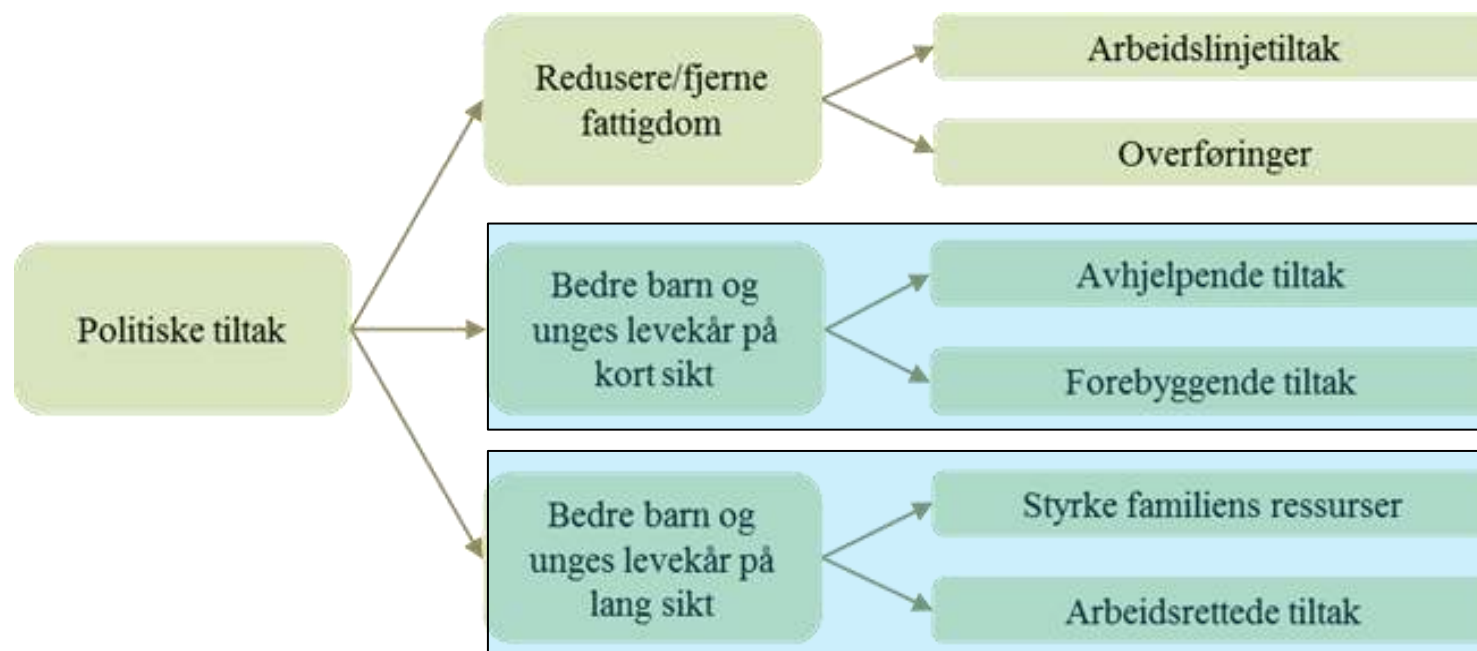 Politiske tiltak
Redusere/fjerne
fattigdom
Arbeidslinjetiltak
Overføringer
Bedre barn og
unges levekår på
kort sikt
Avhjelpende tiltak
Forebyggende tiltak
Bedre barn og
unges levekår på
lang sikt
Styrke familiens ressurser
Arbeidsrettede tiltak